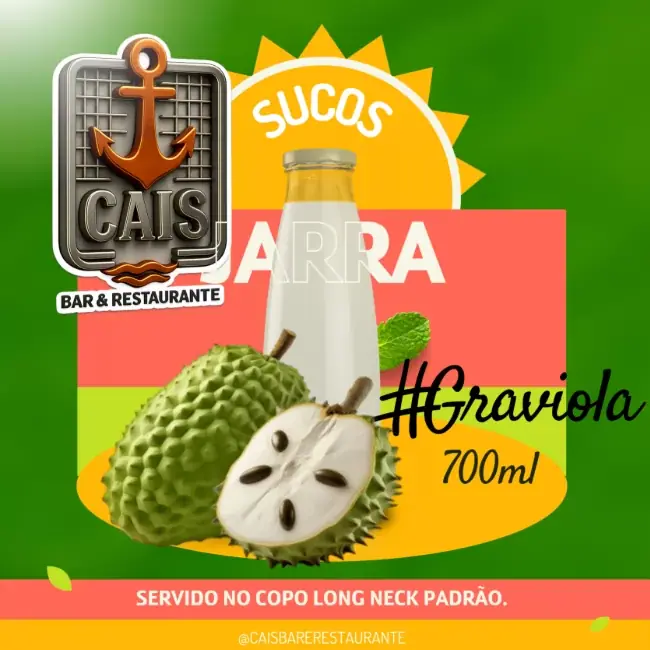 SUCOS
CAIS
JARRA
BAR & RESTAURANTE
#Graviola
700ml
SERVIDO NO COPO LONG NECK PADRÃO.
@CAISBARERESTAURANTE